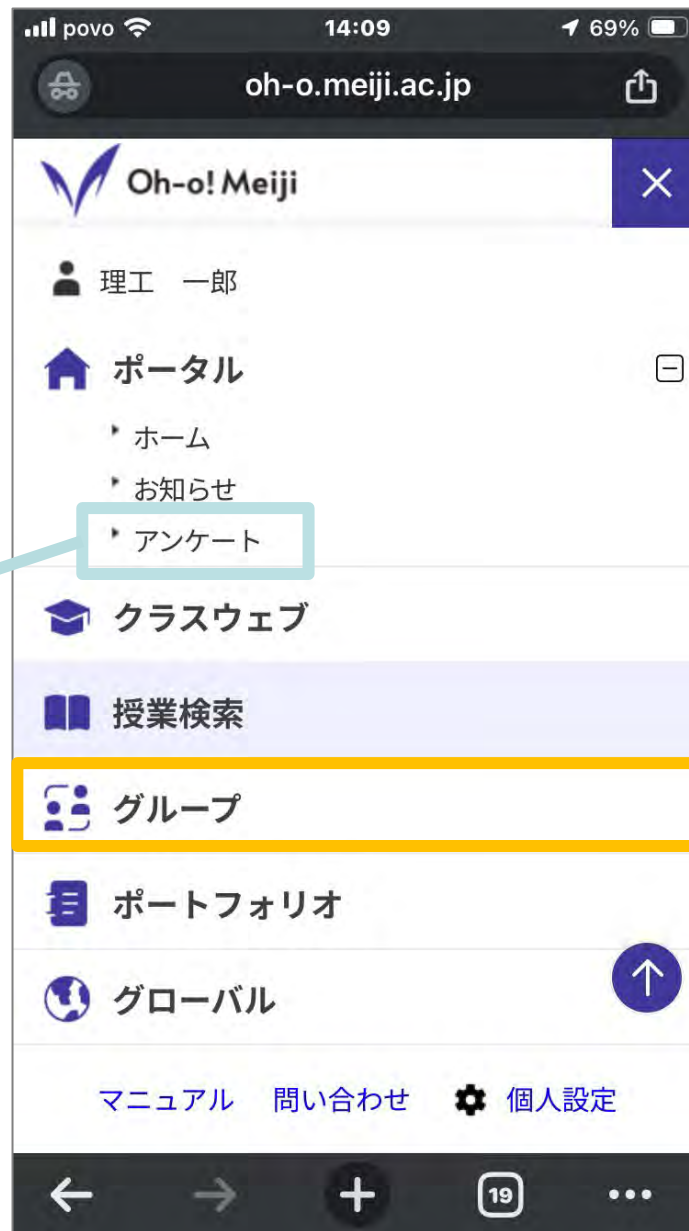 povo 14:09 69%
oh-o.meiji.ac.jp
Oh-o! Meiji
理工　一郎
ポータル
ホーム
お知らせ
アンケート
クラスウェブ
授業検索
グループ
ポートフォリオ
グローバル
マニュアル 問い合わせ 個人設定
19